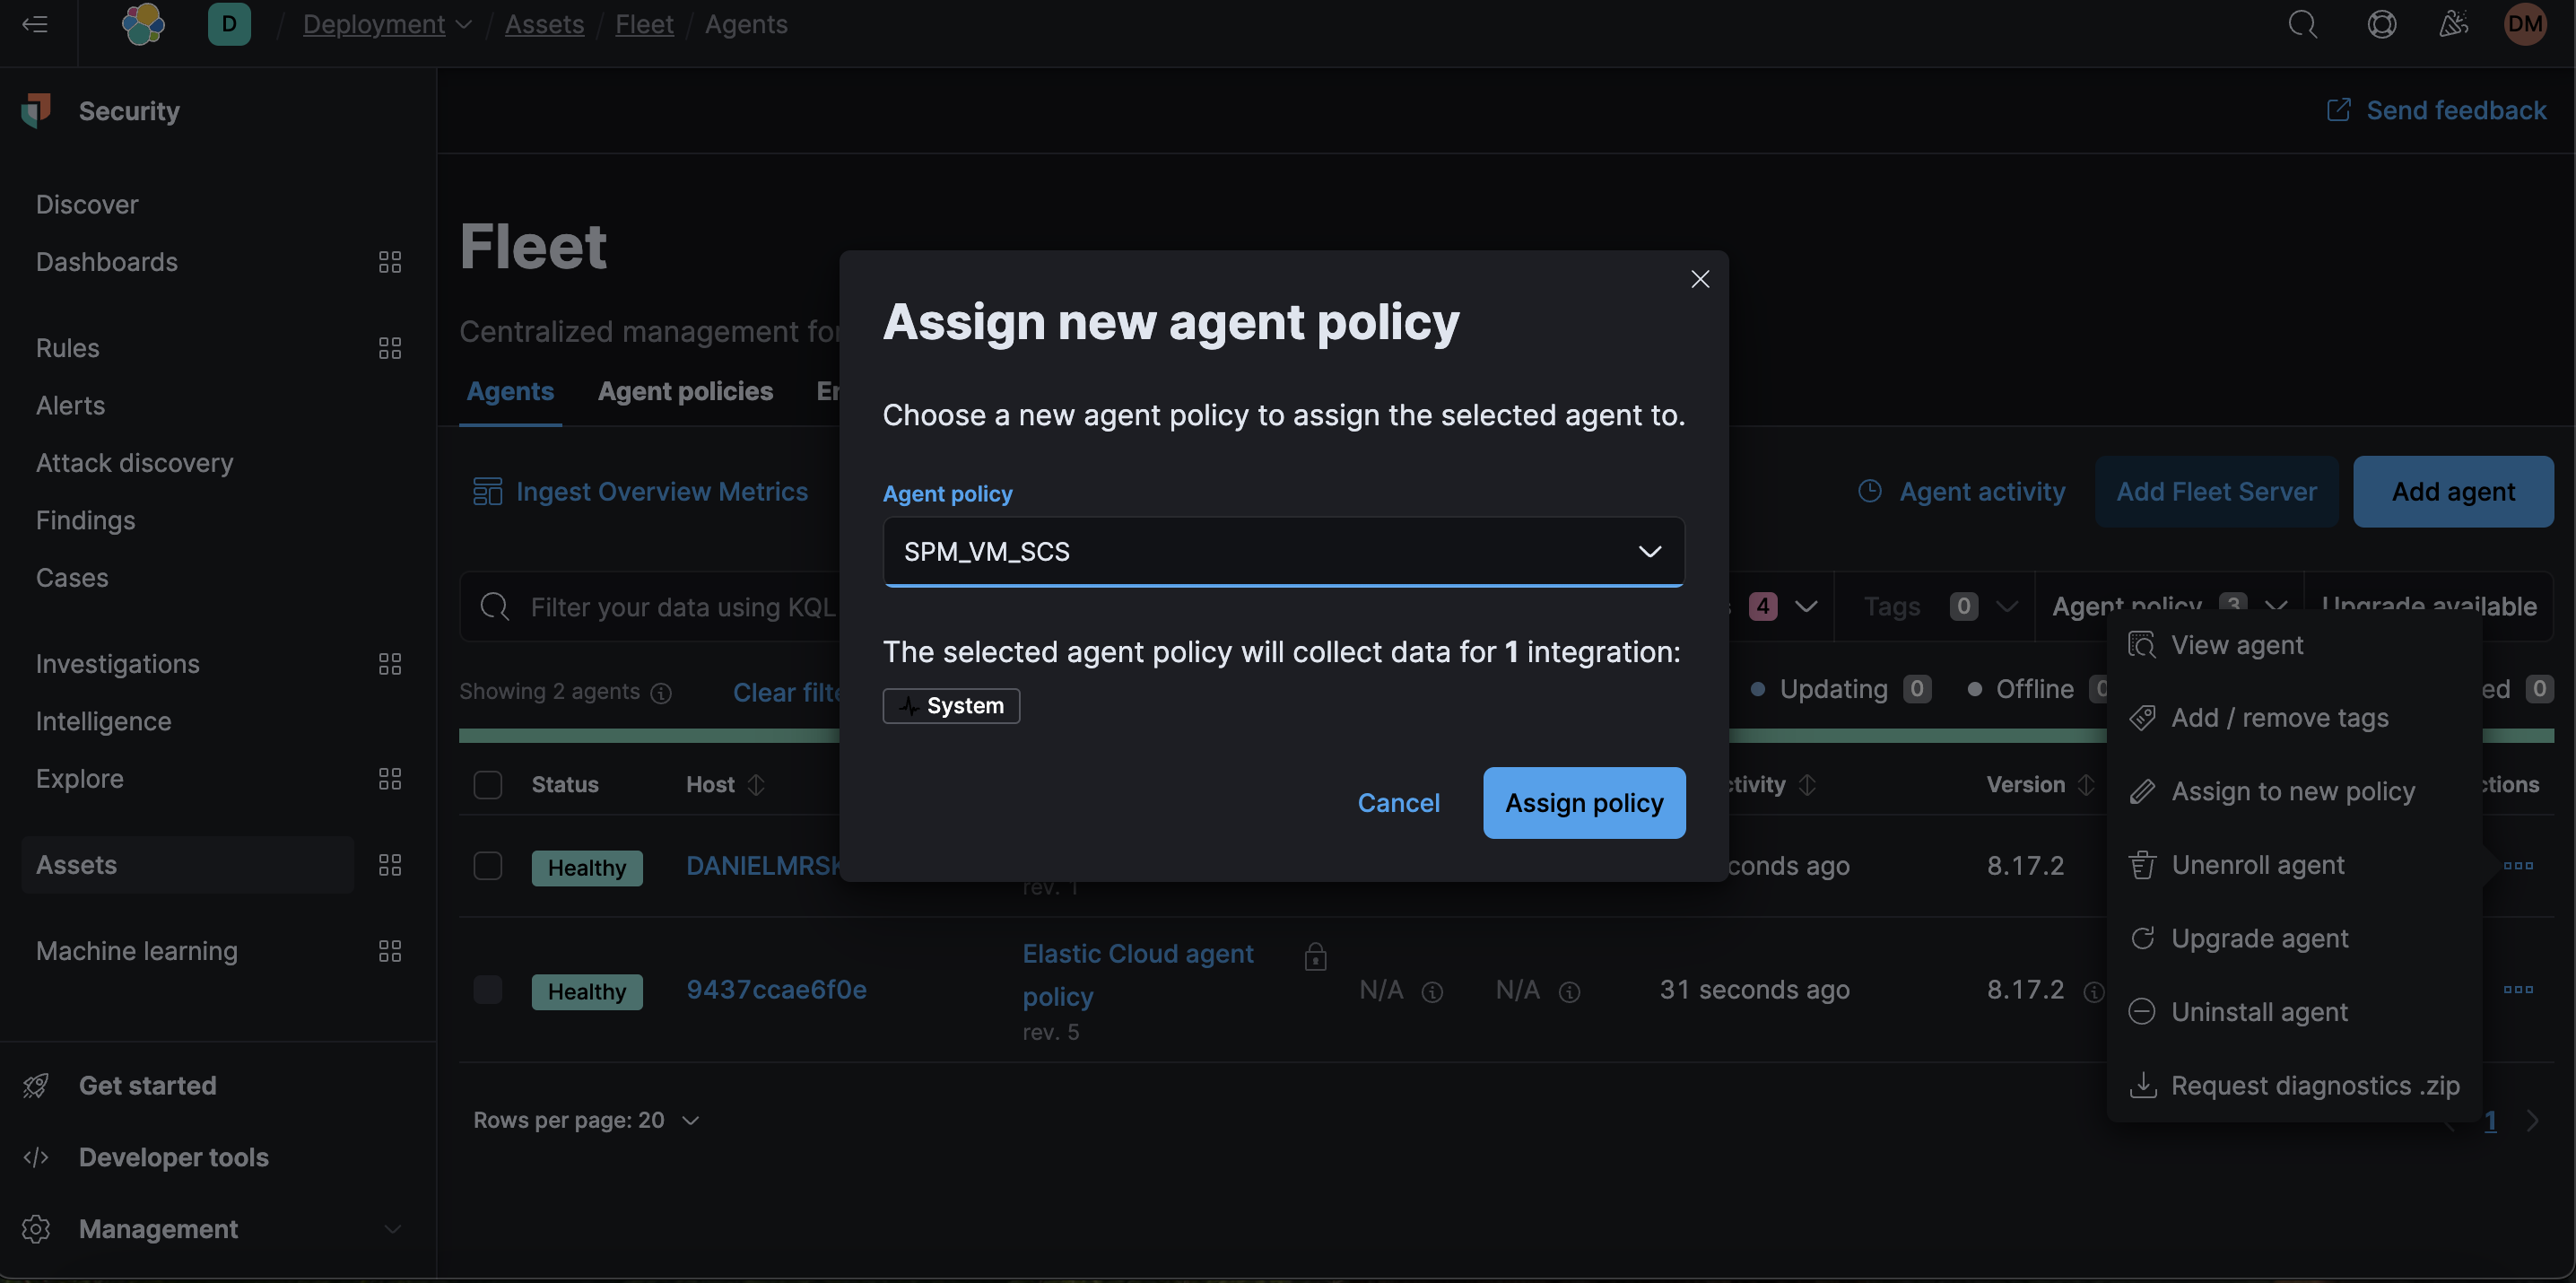 D / Deployment / Assets / Fleet / Agents
DM
Security
Send feedback
Discover
Dashboards
Rules
Alerts
Attack discovery
Findings
Cases
Investigations
Intelligence
Explore
Assets
Machine learning
Get started
Developer tools
Management
Fleet
Centralized management for
Agents Agent policies
Ingest Overview Metrics
Agent activity Add Fleet Server Add agent
Filter your data using KQL
4 Tags 0 Agent policy 3 Upgrade available
Showing 2 agents Clear
Updating 0 Offline 0
Status Host
Version
Healthy
rev. 1
8.17.2
Healthy 9437ccae6f0e Elastic Cloud agent
policy
rev. 5
N/A N/A 31 seconds ago 8.17.2
Rows per page: 20
1
Assign new agent policy
Choose a new agent policy to assign the selected agent to.
Agent policy
SPM_VM_SCS
The selected agent policy will collect data for 1 integration:
System
Cancel Assign policy
View agent
Add / remove tags
Assign to new policy
Unenroll agent
Upgrade agent
Uninstall agent
Request diagnostics .zip